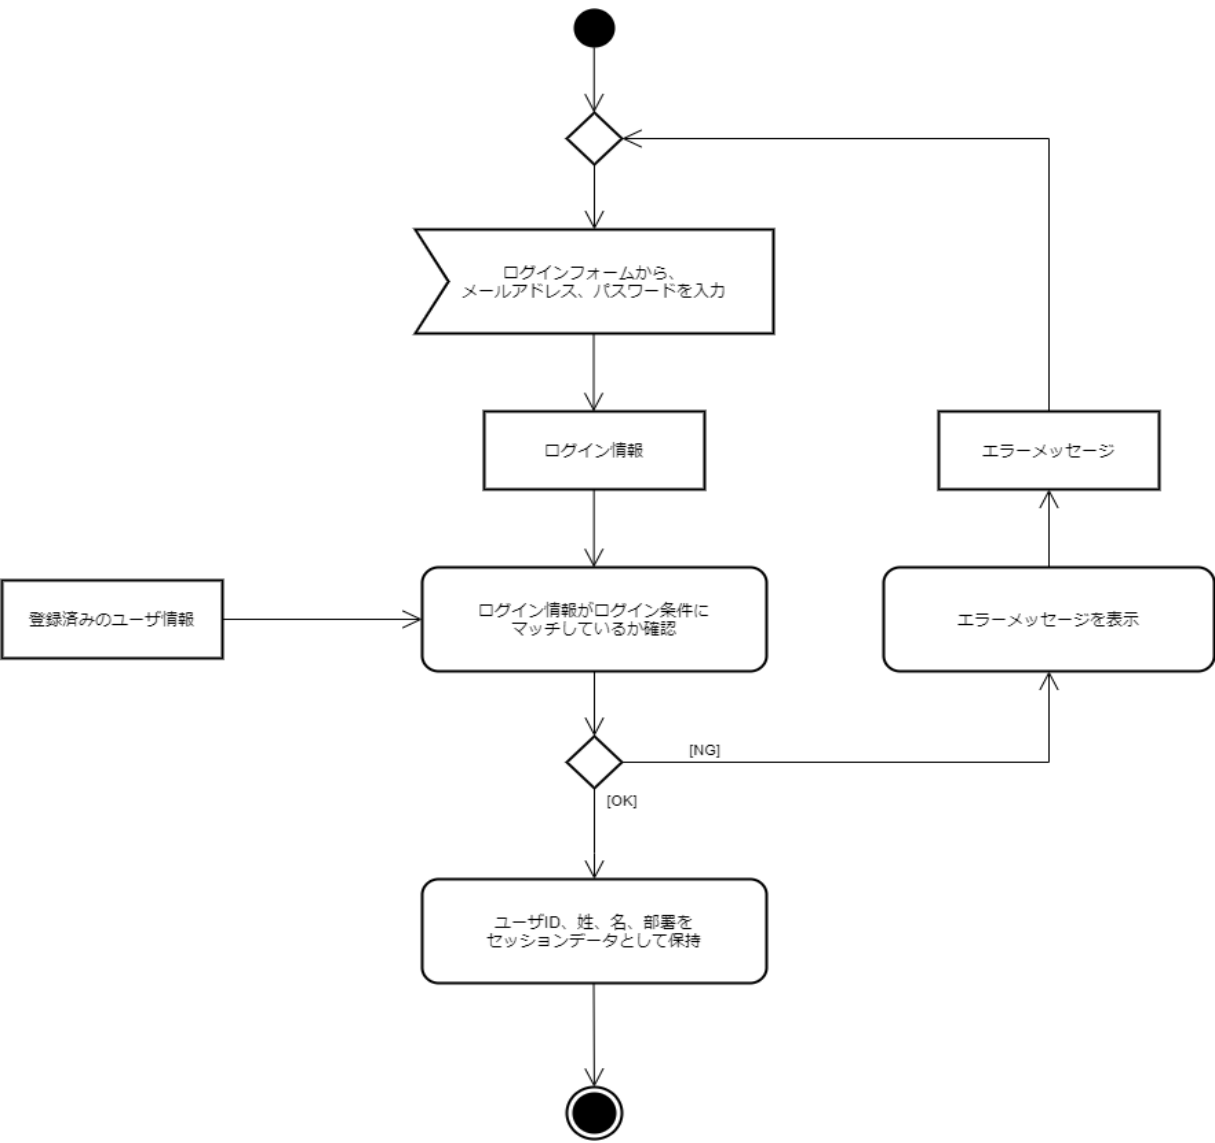 ログインフォームから、
メールアドレス、パスワードを入力
ログイン情報
エラーメッセージ
登録済みのユーザ情報
ログイン情報がログイン条件に
マッチしているか確認
エラーメッセージを表示
[NG]
[OK]
ユーザID、姓、名、部署を
セッションデータとして保持